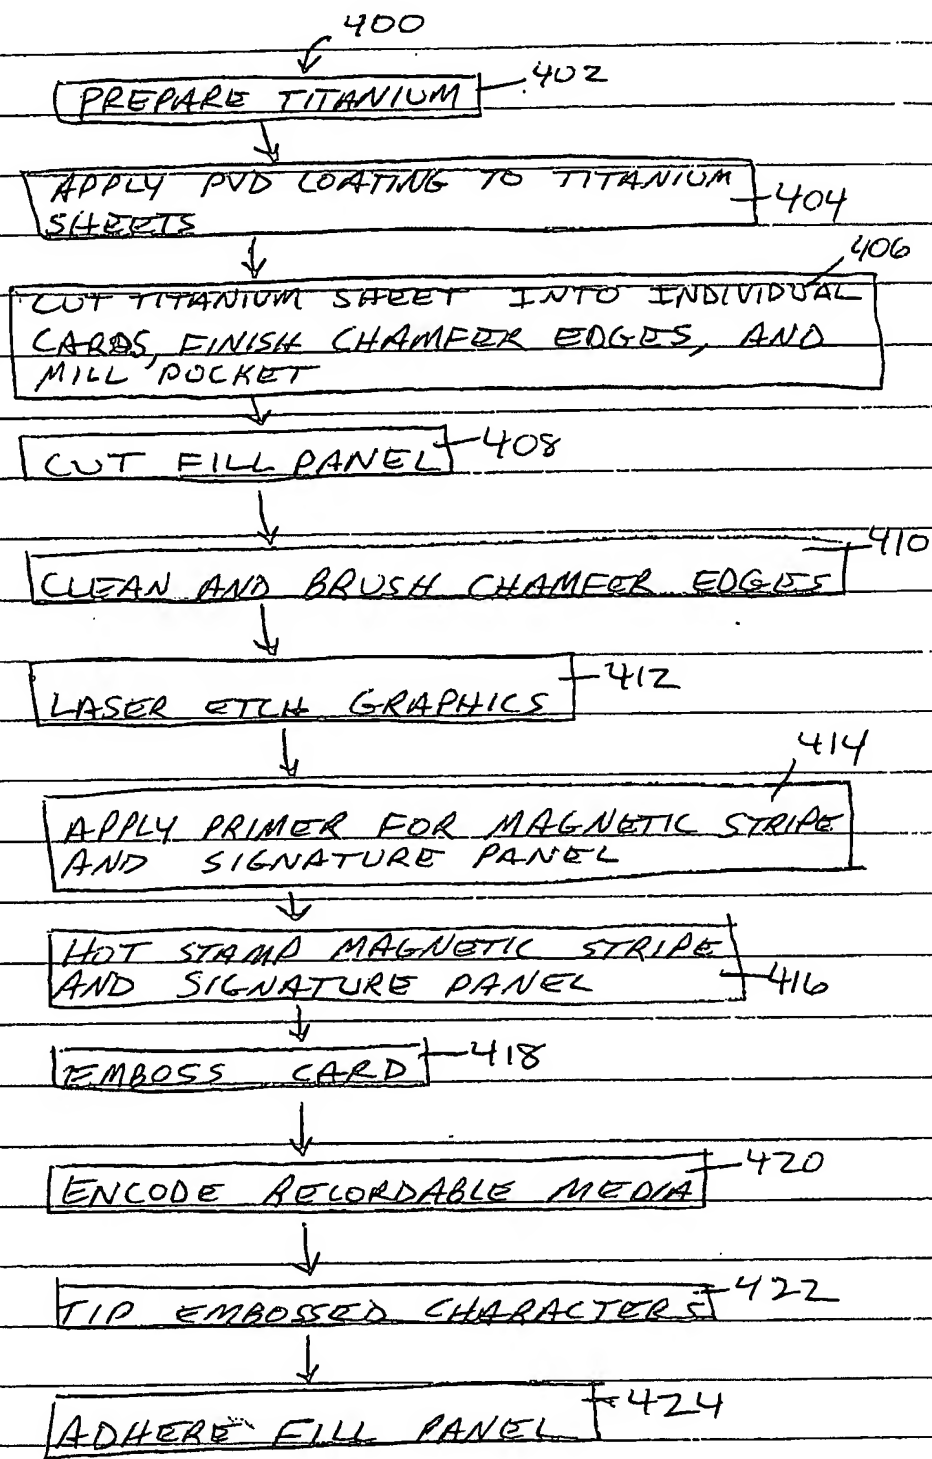 400
PREPARE TITANIUM 402
APPLY PVD COATING TO TITANIUM
SHEETS 404
406
CUT TITANIUM SHEET INTO INDIVIDUAL
CARDS, FINISH CHAMFER EDGES, AND
MILL POCKET
CUT FILL PANEL 408
410
CLEAN AND BRUSH CHAMFER EDGES
LASER ETCH GRAPHICS 412
414
APPLY PRIMER FOR MAGNETIC STRIPE
AND SIGNATURE PANEL
HOT STAMP MAGNETIC STRIPE
AND SIGNATURE PANEL 416
EMBOSS CARD 418
ENCODE RECORDABLE MEDIA 420
TIP EMBOSSED CHARACTERS 422
ADHERE FILL PANEL 424